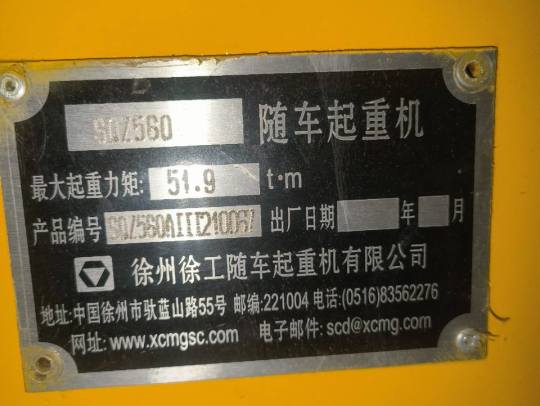 SQZ560 随车起重机
最大起重力矩: 51.9 t·m
产品编号 SQZ560AIII210067 出厂日期 年 月
徐州徐工随车起重机有限公司
地址:中国徐州市驮蓝山路55号 邮编:221004 电话:(0516)83562276
网址: www.xcmgsc.com 电子邮件: scd@xcmg.com